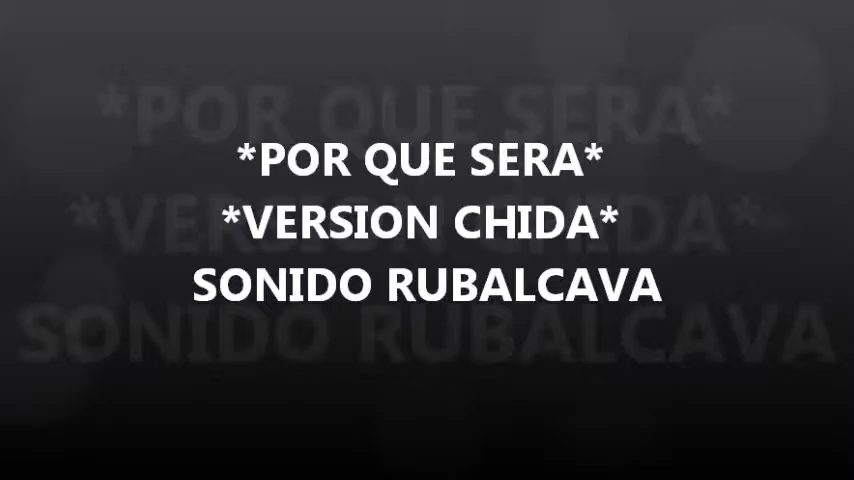 *POR QUE SERA*
*VERSION CHIDA*
SONIDO RUBALCAVA